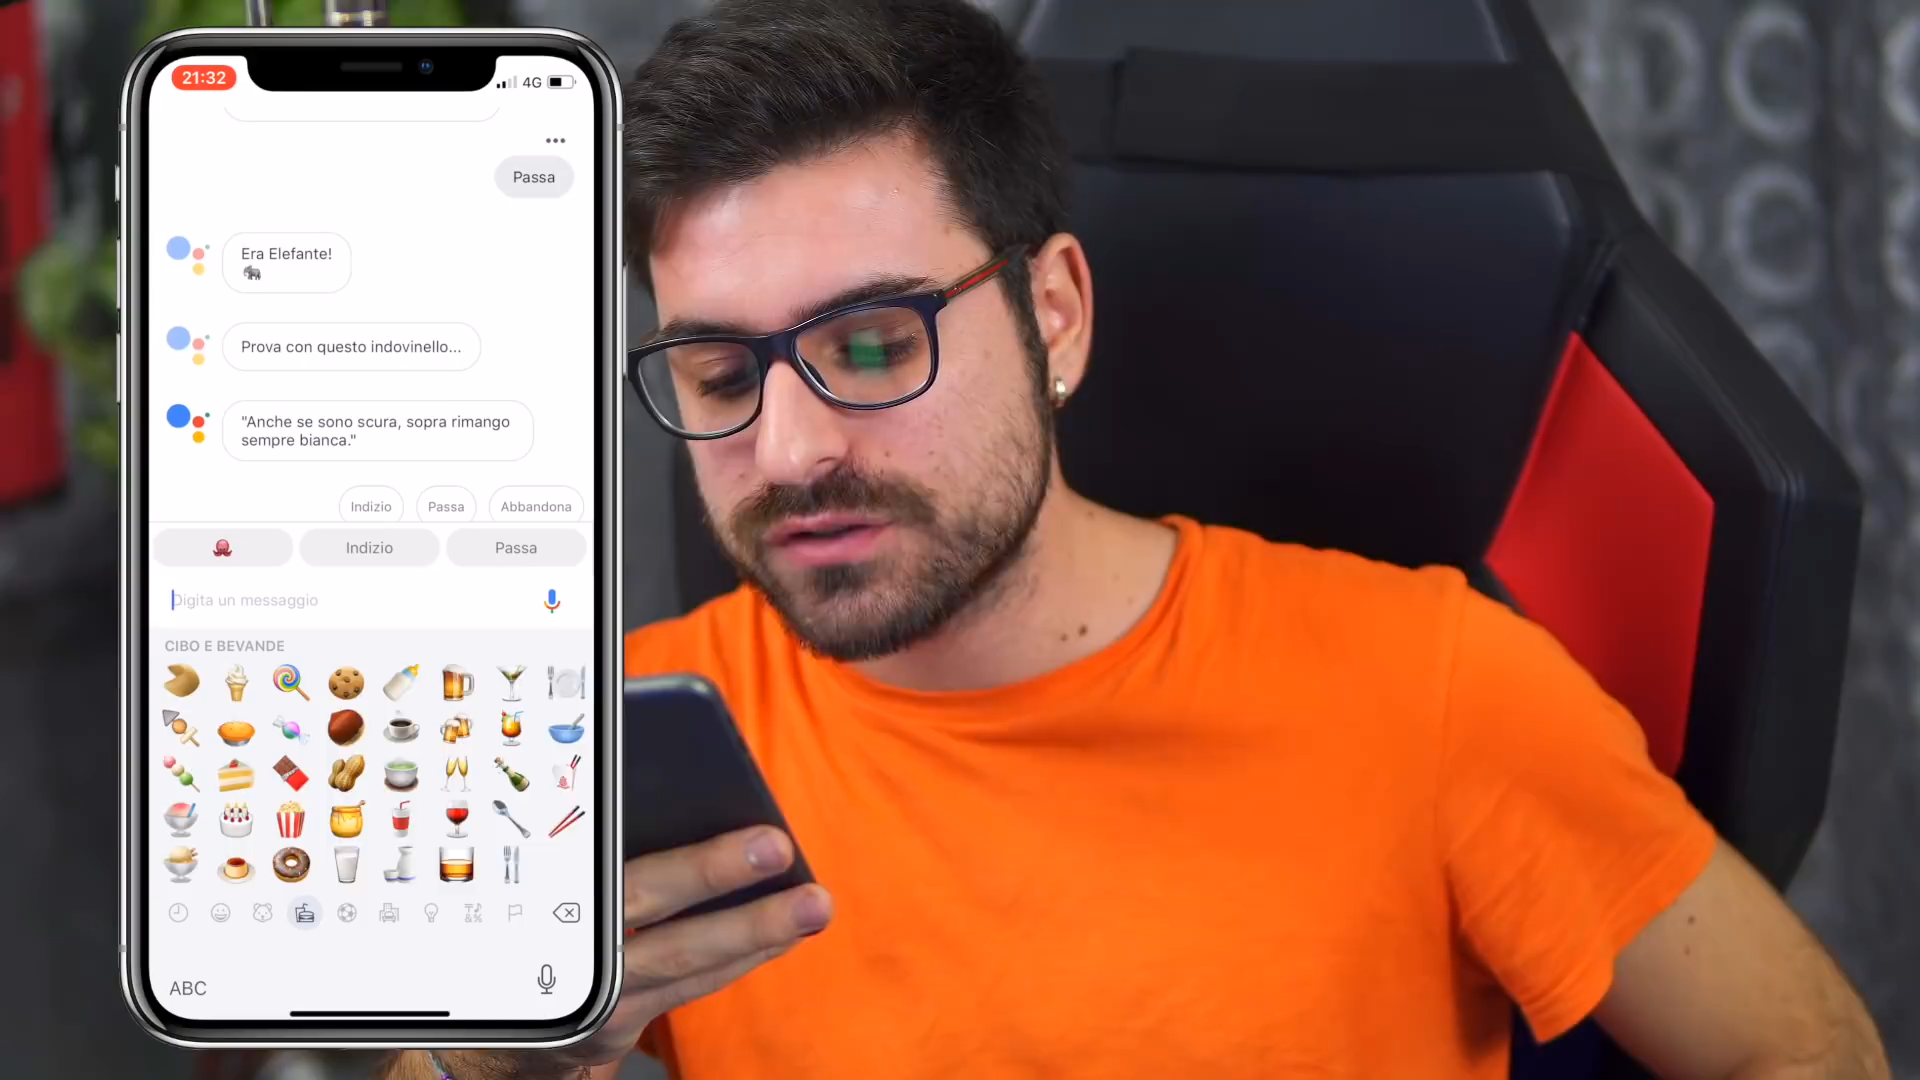 21:32
4G
Passa
Era Elefante!
Prova con questo indovinello...
"Anche se sono scura, sopra rimango
sempre bianca."
Indizio
Passa
Abbandona
Indizio
Passa
Digita un messaggio
CIBO E BEVANDE
ABC